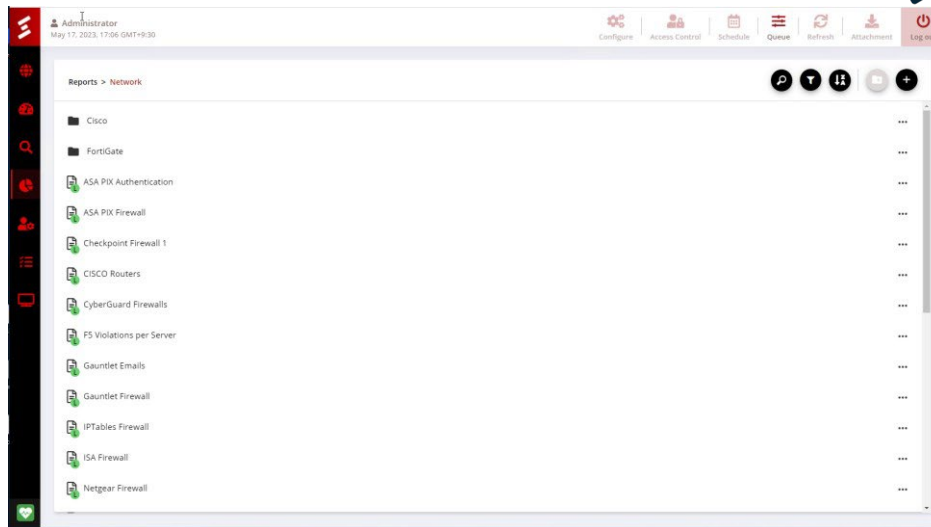 Administrator
May 17, 2023, 17:06 GMT+9:30
Configure
Access Control
Schedule
Queue
Refresh
Attachment
Log ou
Reports > Network
Cisco
FortiGate
ASA PIX Authentication
ASA PIX Firewall
Checkpoint Firewall 1
CISCO Routers
CyberGuard Firewalls
F5 Violations per Server
Gauntlet Emails
Gauntlet Firewall
IPTables Firewall
ISA Firewall
Netgear Firewall